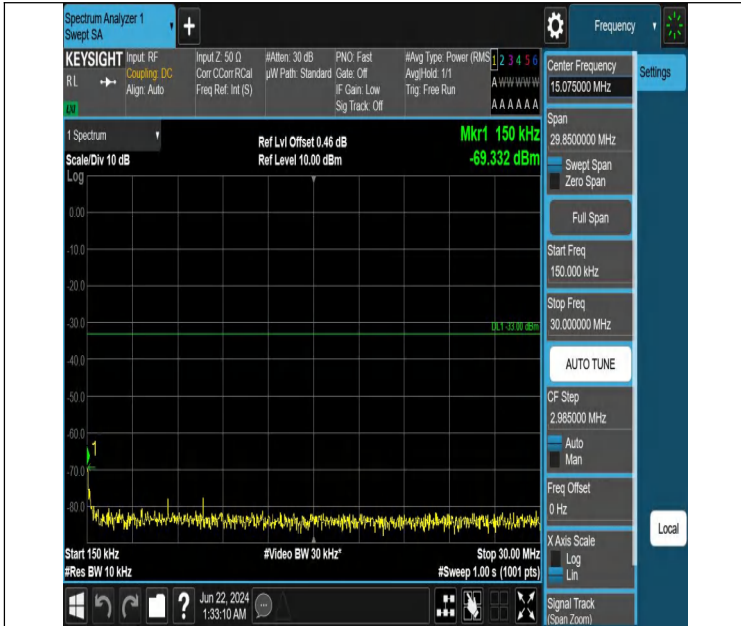 Spectrum Analyzer 1
Swept SA
+
Frequency
KEYSIGHT
RL
Input: RF
Coupling: DC
Align: Auto
Input Z: 50 Ω
Corr CCorr RCal
Freq Ref: Int (S)
#Atten: 30 dB
µW Path: Standard
PNO: Fast
Gate: Off
IF Gain: Low
Sig Track: Off
#Avg Type: Power (RMS
Avg|Hold: 1/1
Trig: Free Run
1 2 3 4 5 6
A W W W W W
A A A A A A
1 Spectrum
Scale/Div 10 dB
Ref Lvl Offset 0.46 dB
Ref Level 10.00 dBm
Mkr1 150 kHz
-69.332 dBm
Log
0.00
-10.0
-20.0
-30.0
DL1 -33.00 dBm
-40.0
-50.0
-60.0
1
-70.0
-80.0
Start 150 kHz
#Res BW 10 kHz
#Video BW 30 kHz*
Stop 30.00 MHz
#Sweep 1.00 s (1001 pts)
Center Frequency
15.075000 MHz
Settings
Span
29.8500000 MHz
Swept Span
Zero Span
Full Span
Start Freq
150.000 kHz
Stop Freq
30.000000 MHz
AUTO TUNE
CF Step
2.985000 MHz
Auto
Man
Freq Offset
0 Hz
X Axis Scale
Log
Lin
Local
Signal Track
(Span Zoom)
?
Jun 22, 2024
1:33:10 AM